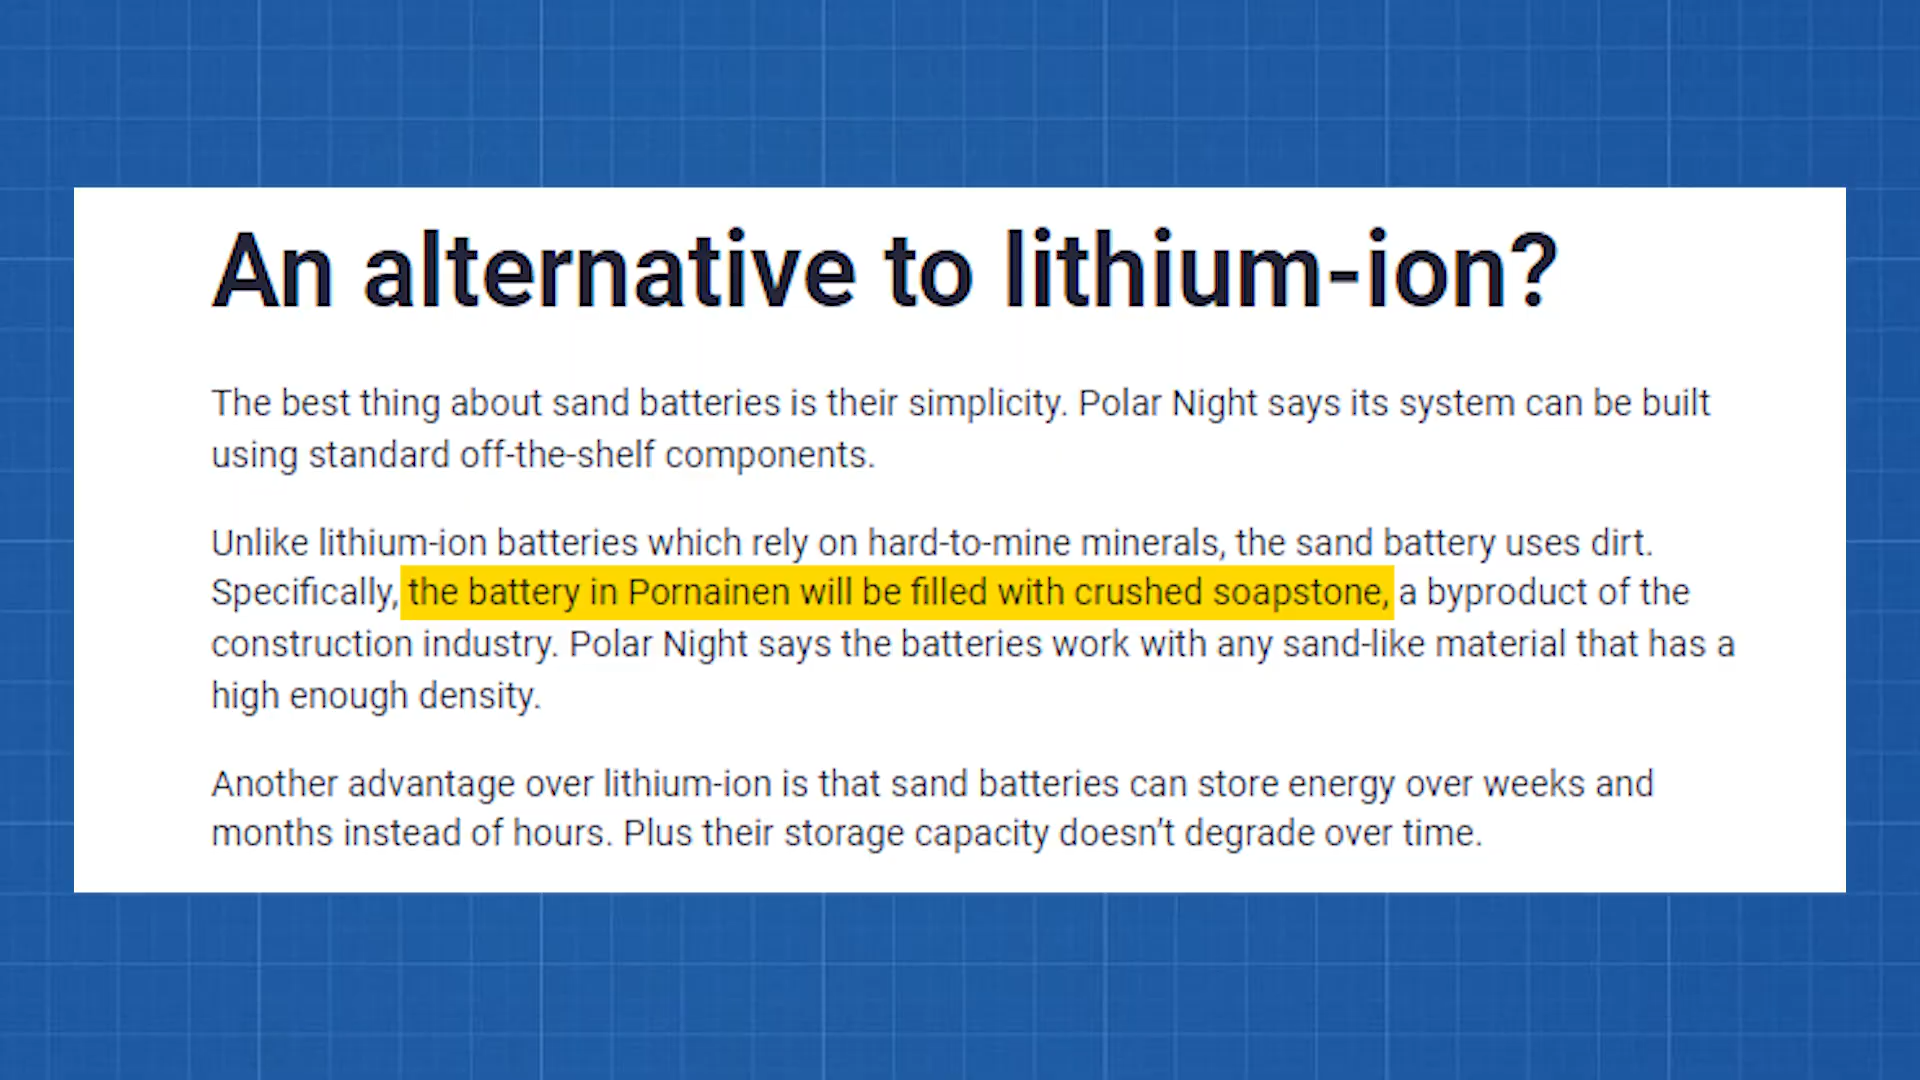 An alternative to lithium-ion?
The best thing about sand batteries is their simplicity. Polar Night says its system can be built
using standard off-the-shelf components.
Unlike lithium-ion batteries which rely on hard-to-mine minerals, the sand battery uses dirt.
Specifically, the battery in Pornainen will be filled with crushed soapstone, a byproduct of the
construction industry. Polar Night says the batteries work with any sand-like material that has a
high enough density.
Another advantage over lithium-ion is that sand batteries can store energy over weeks and
months instead of hours. Plus their storage capacity doesn’t degrade over time.